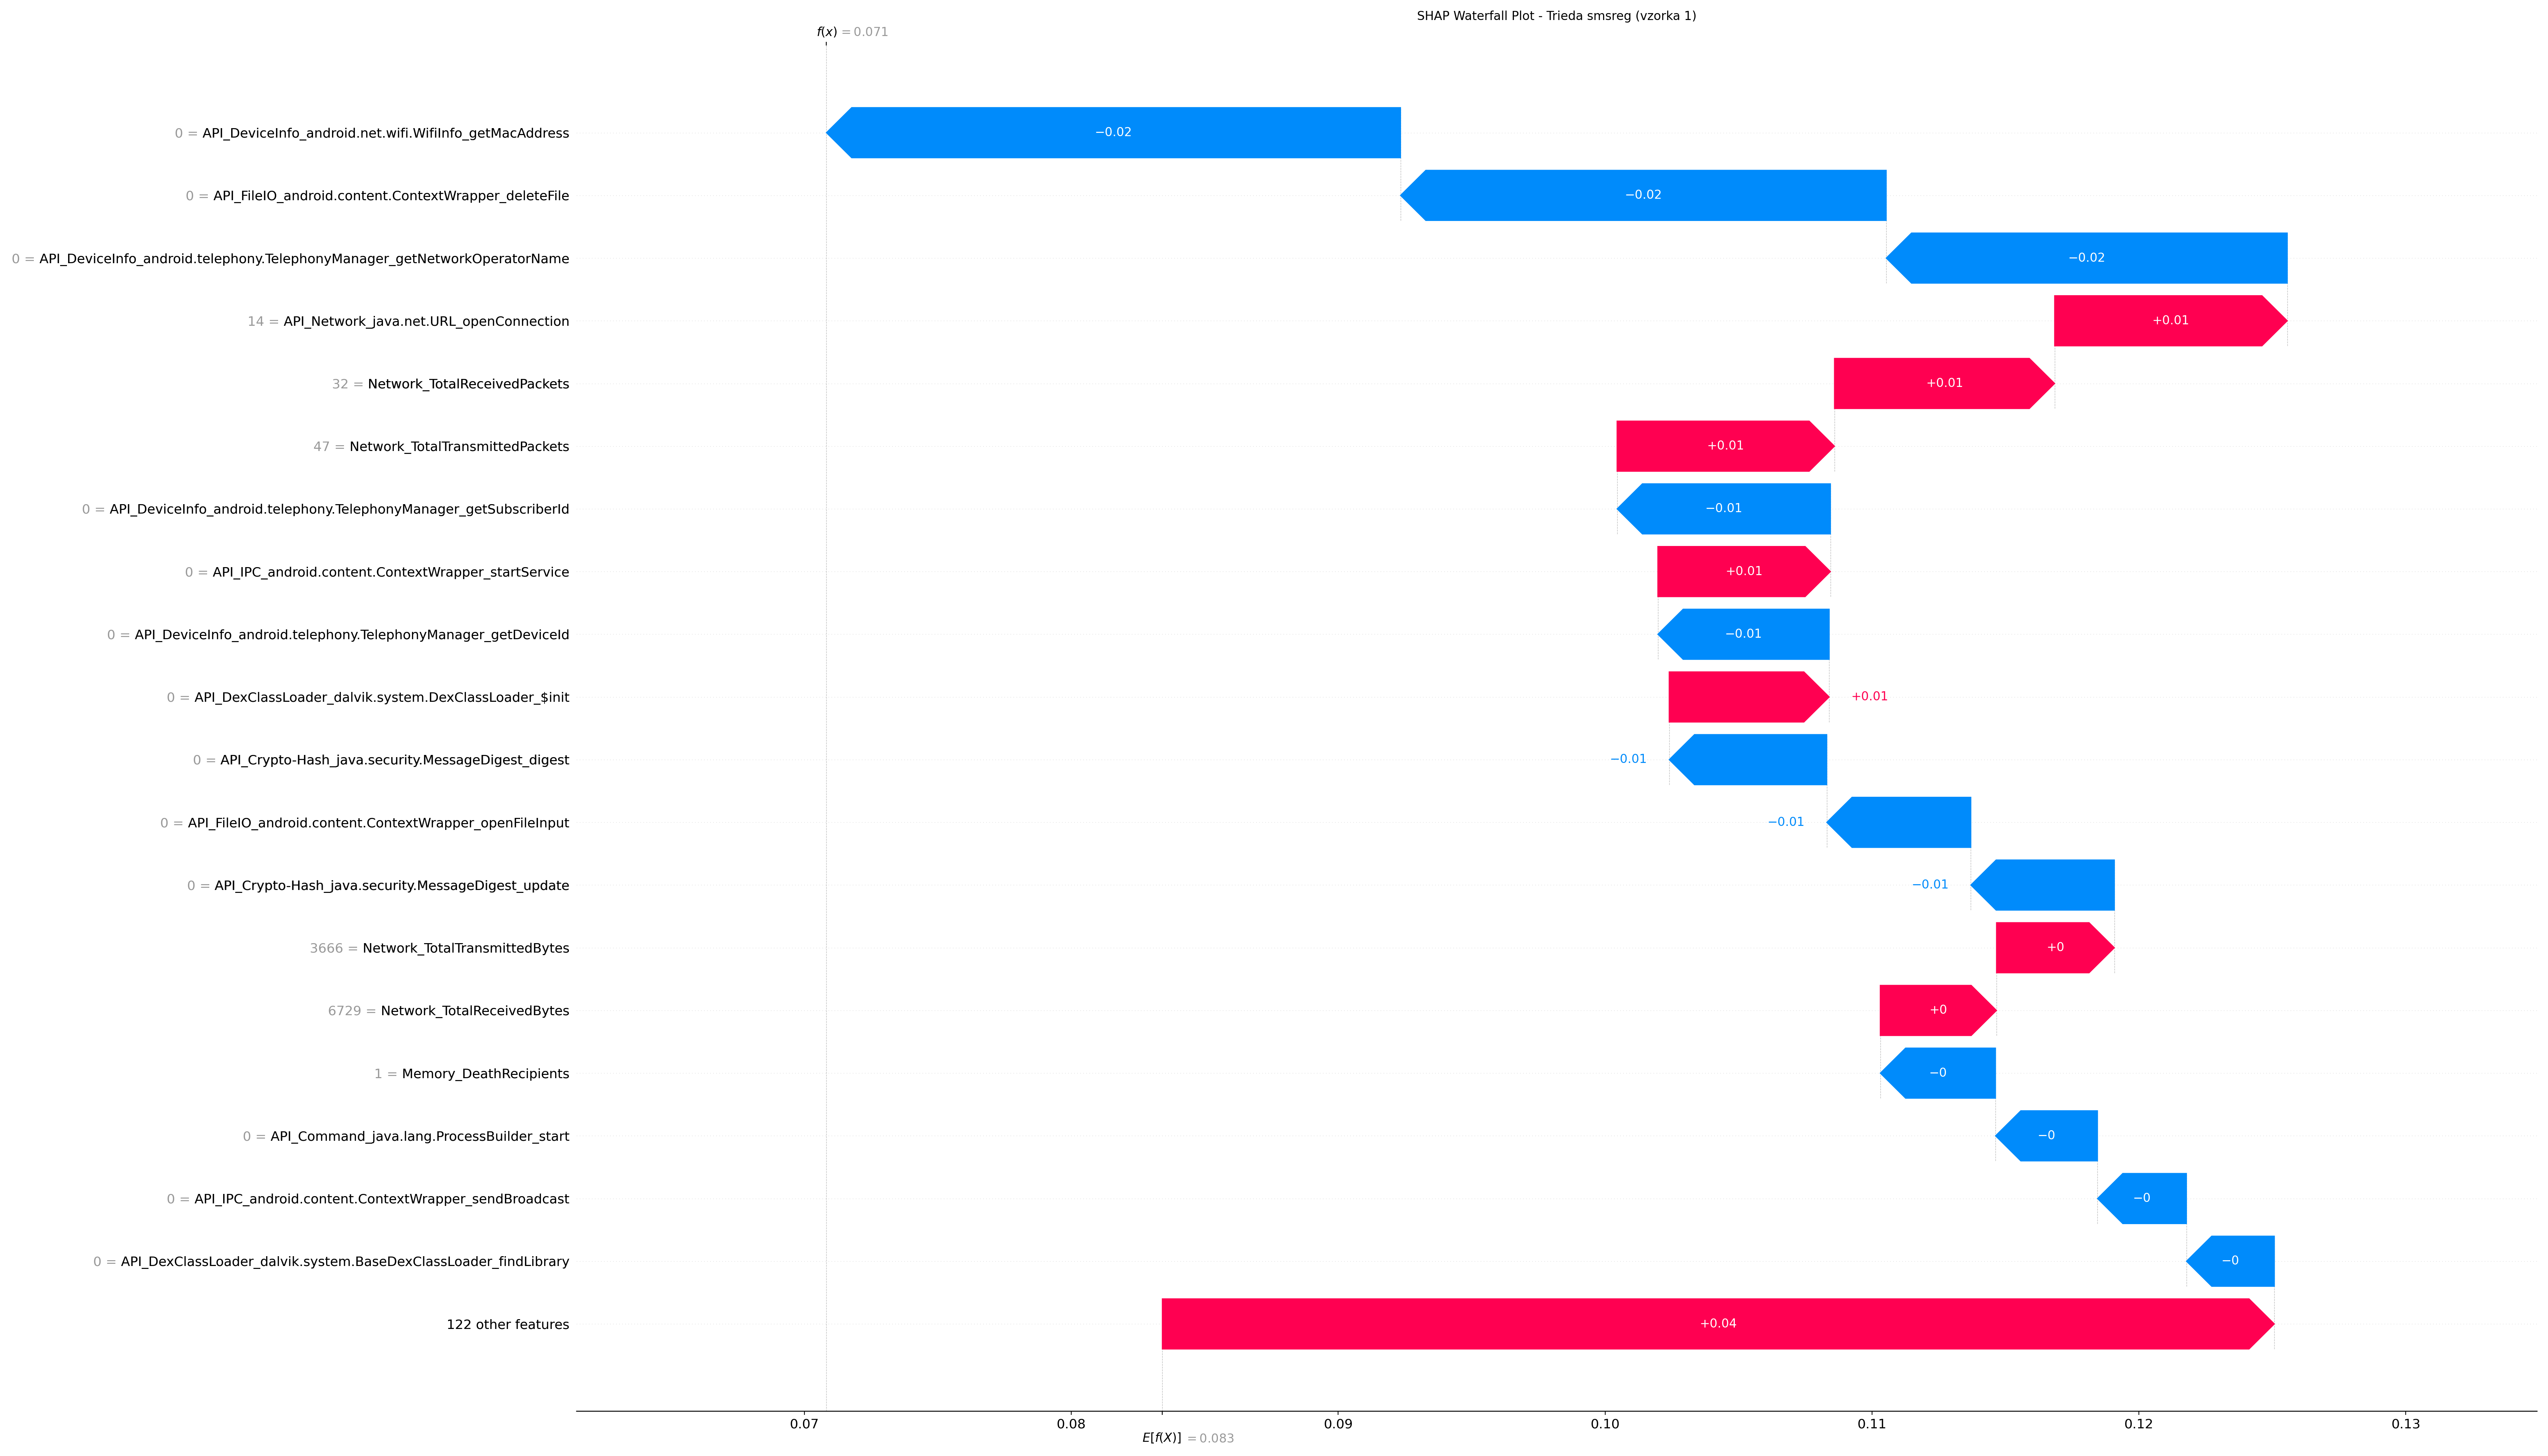 SHAP Waterfall Plot - Trieda smsreg (vzorka 1)
f(x) = 0.071
0 = API_DeviceInfo_android.net.wifi.WifiInfo_getMacAddress −0.02
0 = API_FileIO_android.content.ContextWrapper_deleteFile −0.02
0 = API_DeviceInfo_android.telephony.TelephonyManager_getNetworkOperatorName −0.02
14 = API_Network_java.net.URL_openConnection +0.01
32 = Network_TotalReceivedPackets +0.01
47 = Network_TotalTransmittedPackets +0.01
0 = API_DeviceInfo_android.telephony.TelephonyManager_getSubscriberId −0.01
0 = API_IPC_android.content.ContextWrapper_startService +0.01
0 = API_DeviceInfo_android.telephony.TelephonyManager_getDeviceId −0.01
0 = API_DexClassLoader_dalvik.system.DexClassLoader_$init +0.01
0 = API_Crypto-Hash_java.security.MessageDigest_digest −0.01
0 = API_FileIO_android.content.ContextWrapper_openFileInput −0.01
0 = API_Crypto-Hash_java.security.MessageDigest_update −0.01
3666 = Network_TotalTransmittedBytes +0
6729 = Network_TotalReceivedBytes +0
1 = Memory_DeathRecipients −0
0 = API_Command_java.lang.ProcessBuilder_start −0
0 = API_IPC_android.content.ContextWrapper_sendBroadcast −0
0 = API_DexClassLoader_dalvik.system.BaseDexClassLoader_findLibrary −0
122 other features +0.04
0.07 0.08 0.09 0.10 0.11 0.12 0.13
E[f(X)] = 0.083